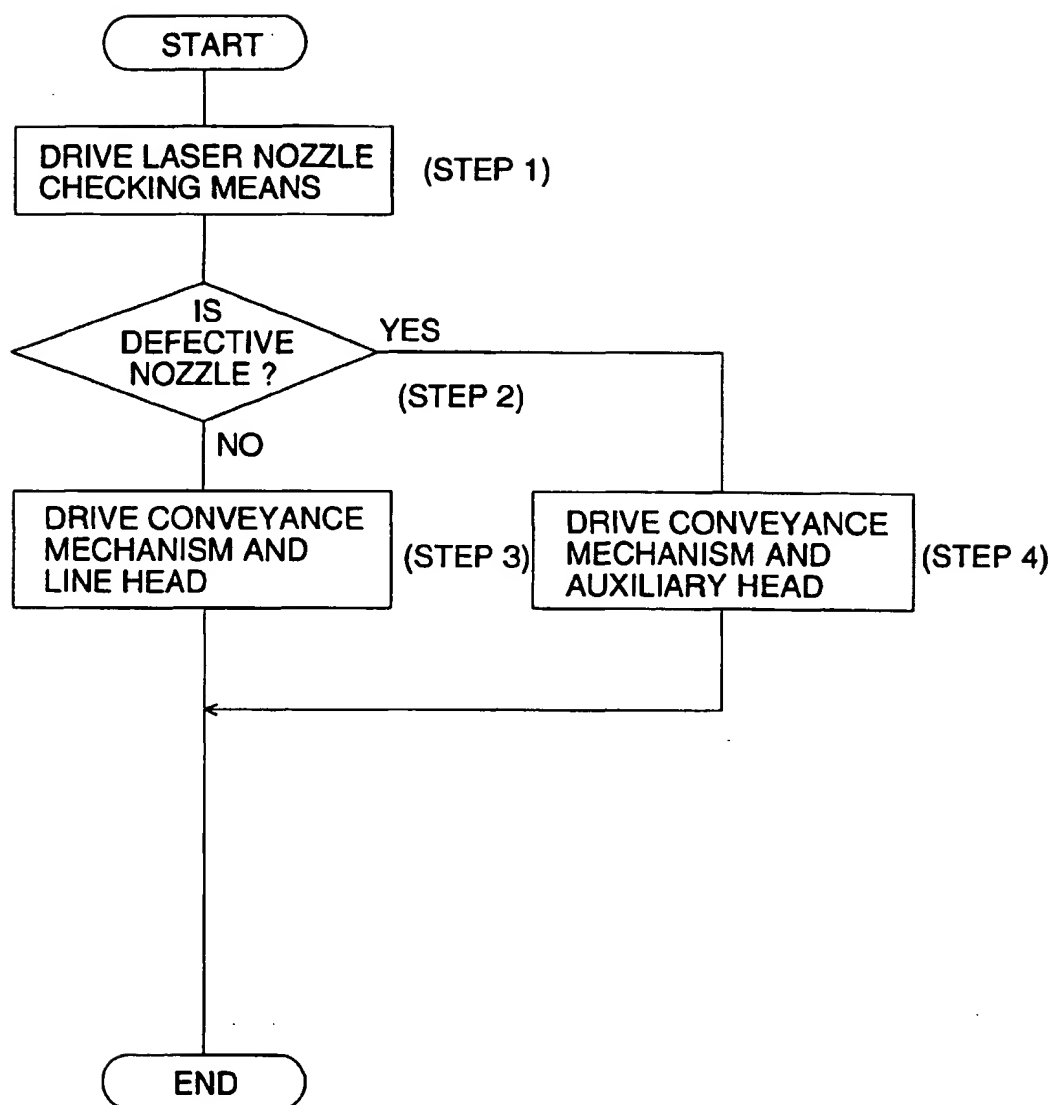 START
DRIVE LASER NOZZLE
CHECKING MEANS
(STEP 1)
IS
DEFECTIVE
NOZZLE ?
YES
(STEP 2)
NO
DRIVE CONVEYANCE
MECHANISM AND
LINE HEAD
(STEP 3)
DRIVE CONVEYANCE
MECHANISM AND
AUXILIARY HEAD
(STEP 4)
END